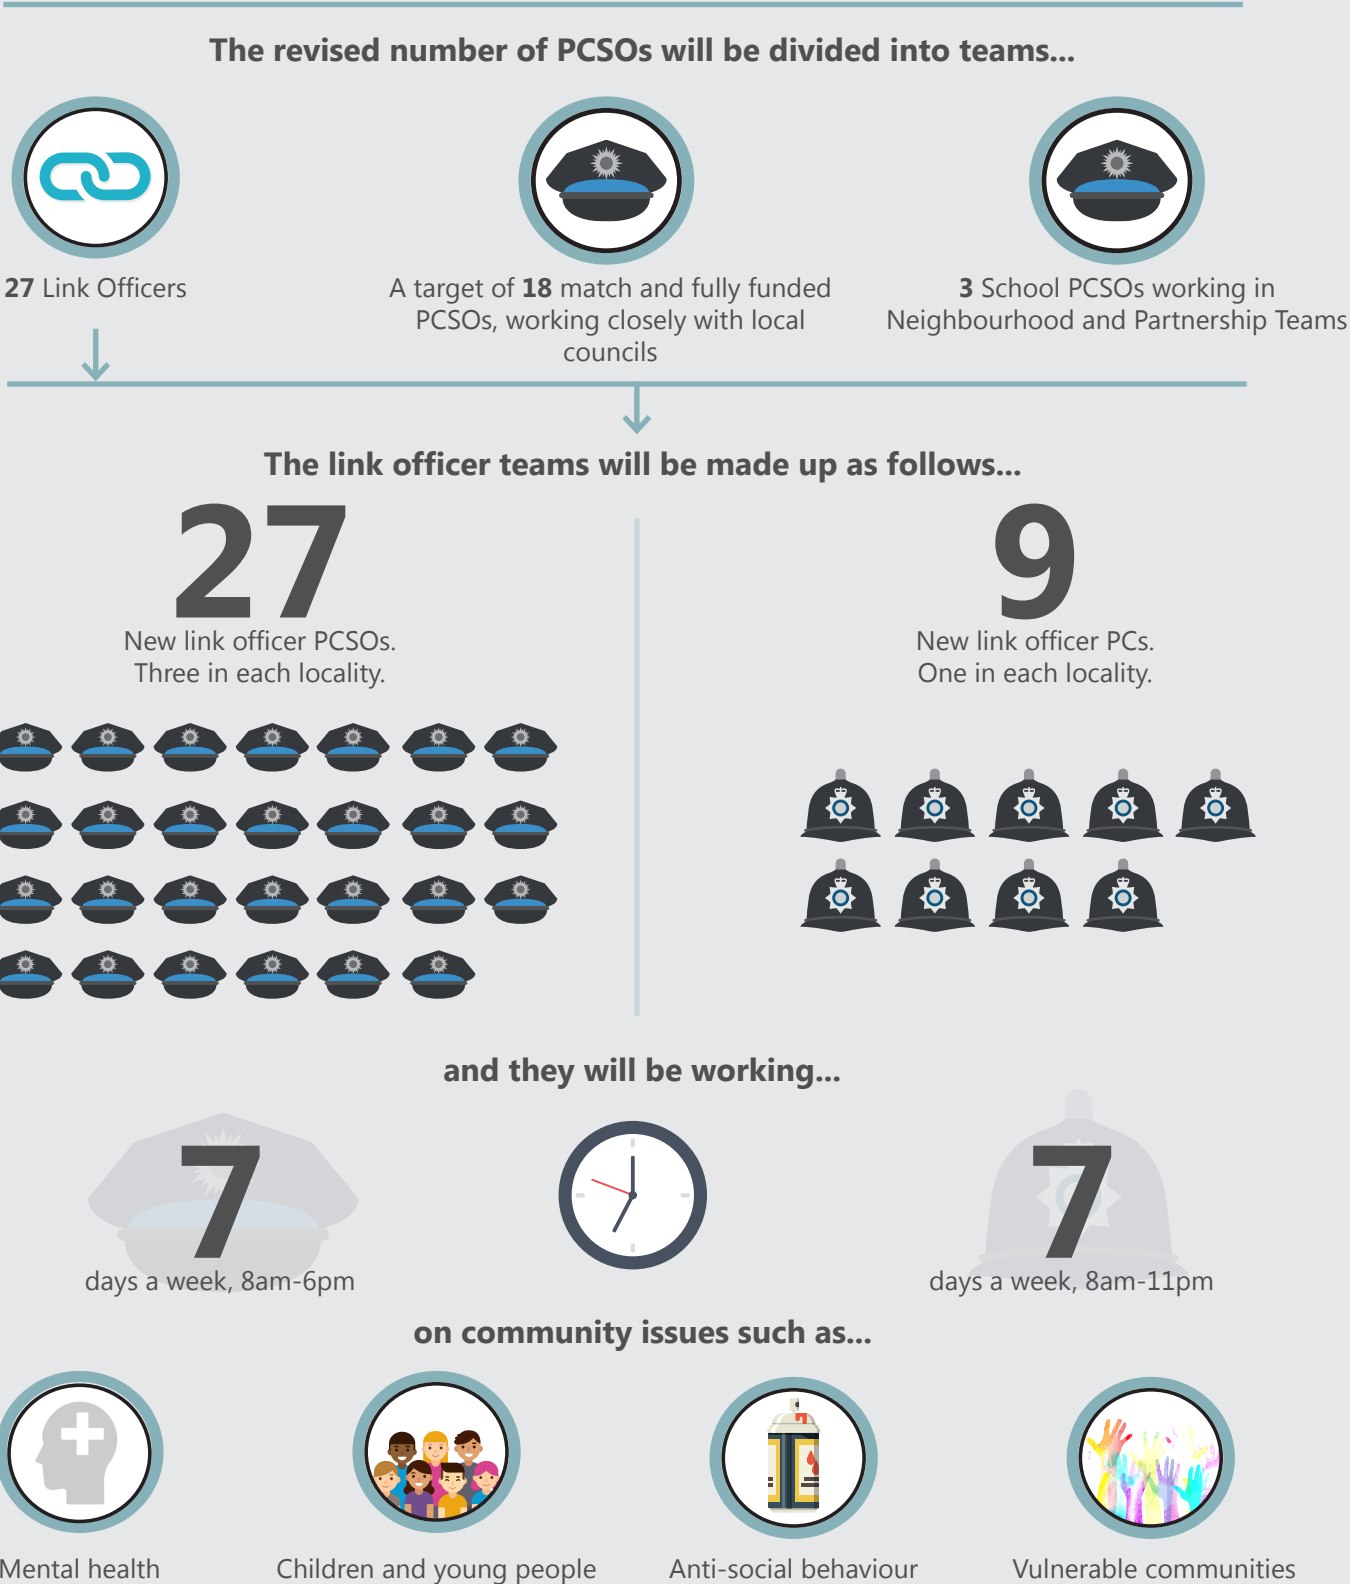 The revised number of PCSOs will be divided into teams...
27 Link Officers
A target of 18 match and fully funded
PCSOs, working closely with local
councils
3 School PCSOs working in
Neighbourhood and Partnership Teams
The link officer teams will be made up as follows...
27
New link officer PCSOs.
Three in each locality.
9
New link officer PCs.
One in each locality.
and they will be working...
7
days a week, 8am-6pm
7
days a week, 8am-11pm
on community issues such as...
Mental health
Children and young people
Anti-social behaviour
Vulnerable communities